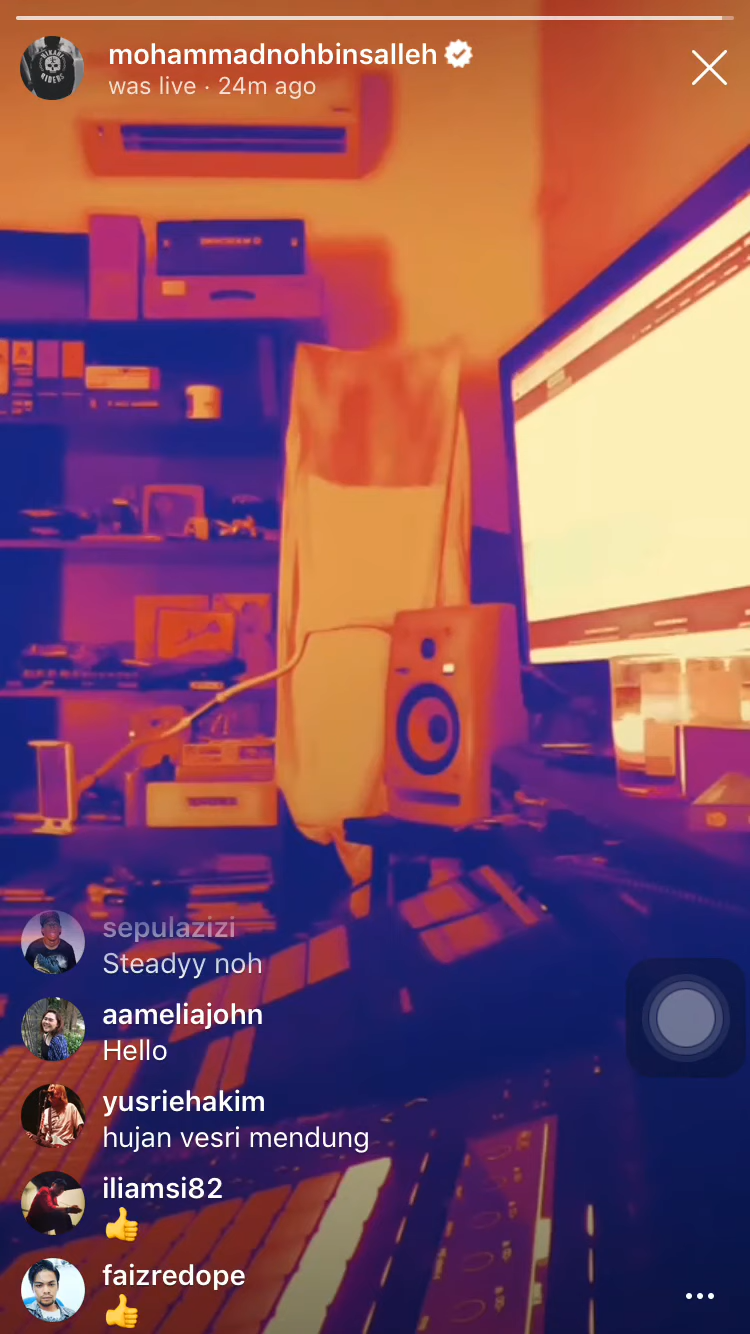 mohammadnohbinsalleh
was live · 24m ago
sepulazizi
Steadyy noh
aameliajohn
Hello
yusriehakim
hujan vesri mendung
iliamsi82
👍
faizredope
👍